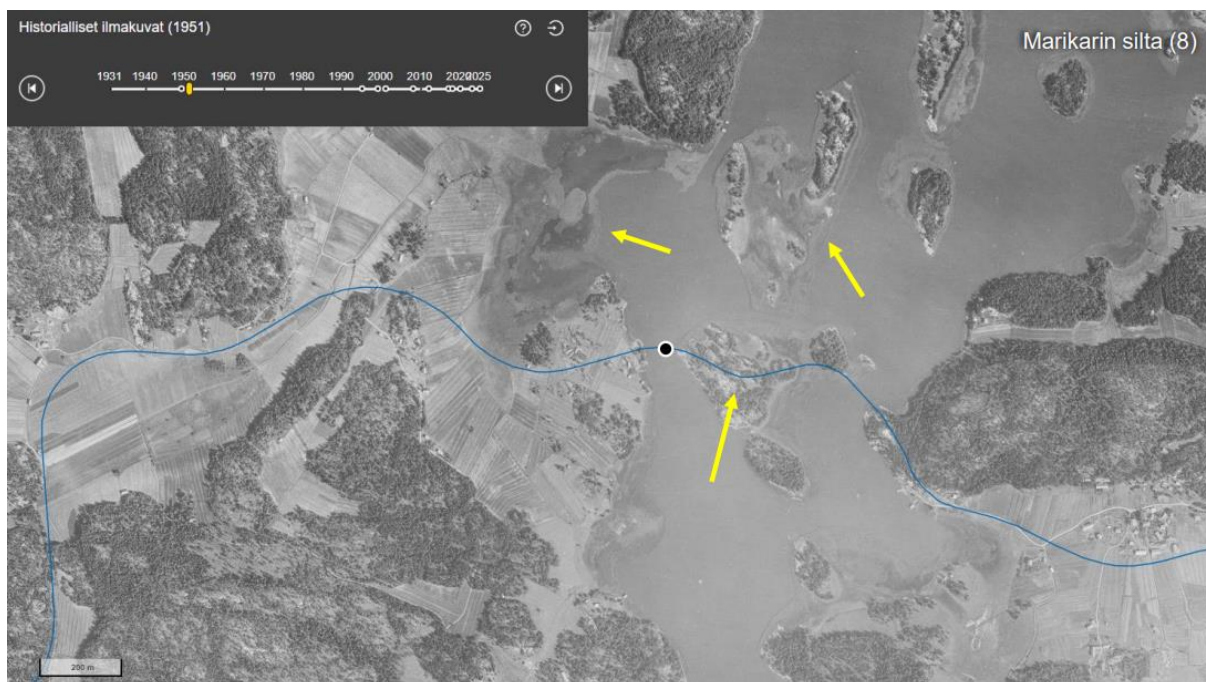 Historialliset ilmakuvat (1951)
Marikarin silta (8)
1931 1940 1950 1960 1970 1980 1990 2000 2010 2020 2025
200 m